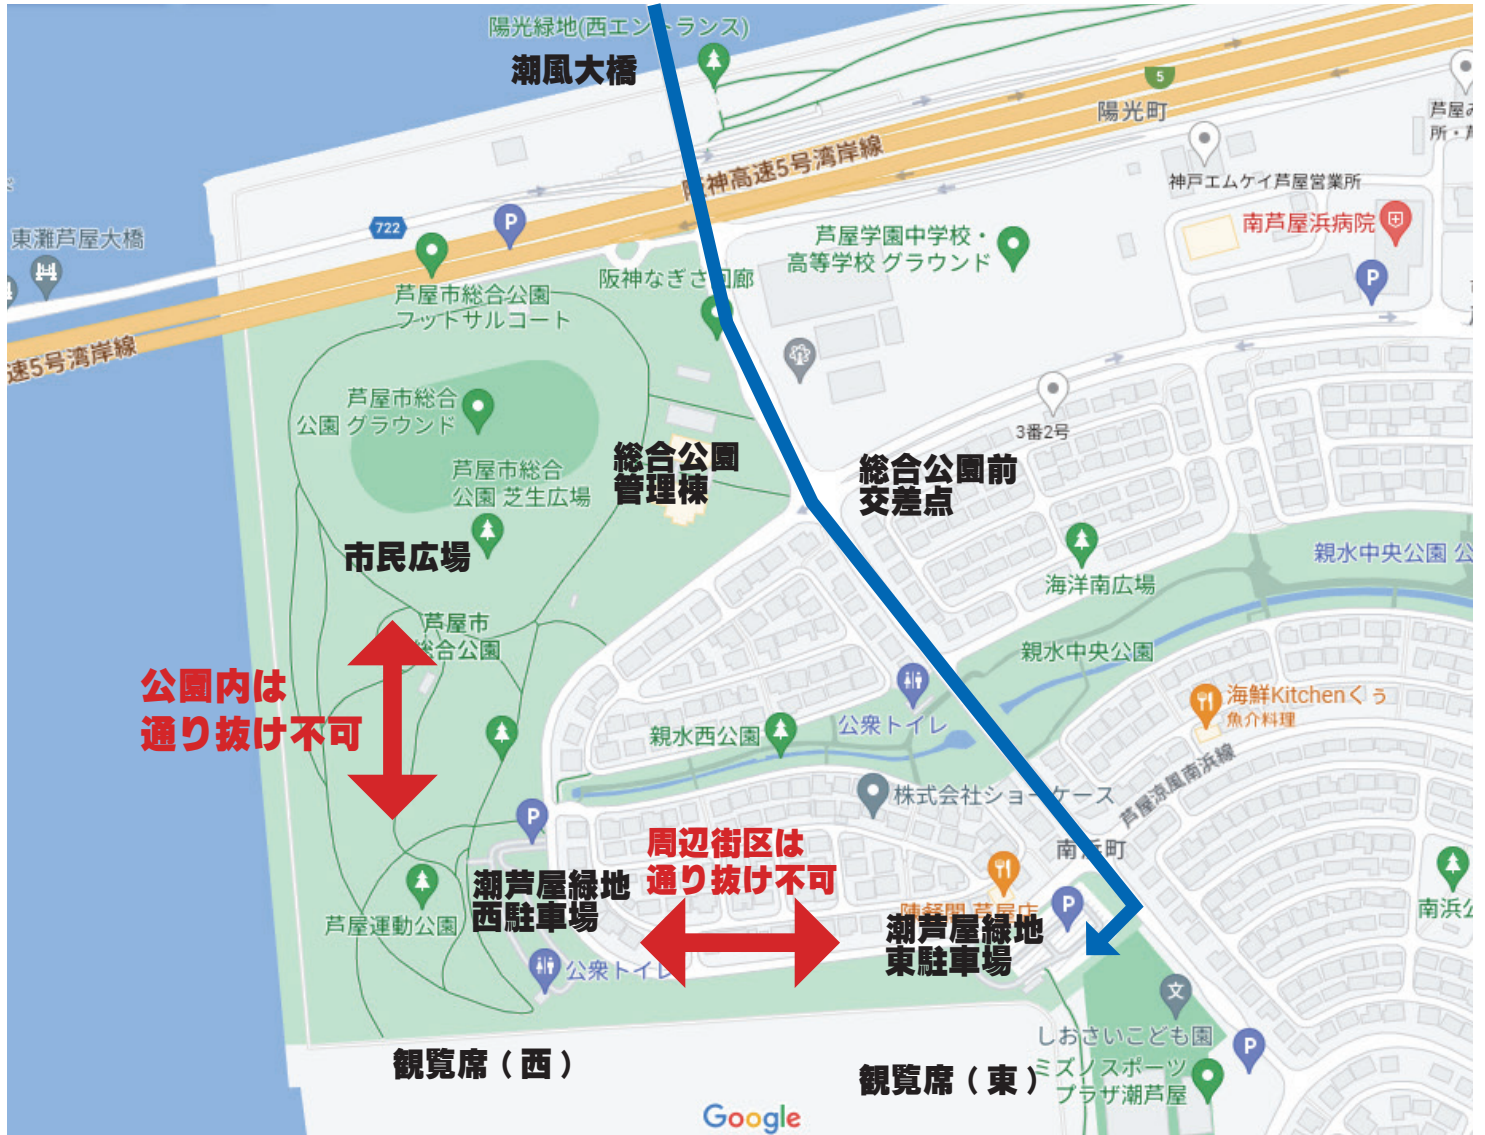 陽光緑地(西エントランス)
潮風大橋
5
陽光町
阪神高速5号湾岸線
神戸エムケイ芦屋営業所
南芦屋浜病院
東灘芦屋大橋
722
P
芦屋市総合公園
フットサルコート
速5号湾岸線
阪神なぎさ回廊
芦屋学園中学校・
高等学校 グラウンド
P
芦屋市総合
公園 グラウンド
芦屋市総合
公園 芝生広場
総合公園
管理棟
総合公園前
交差点
3番2号
市民広場
海洋南広場
親水中央公園 公
芦屋市
総合公園
公園内は
通り抜け不可
親水中央公園
公衆トイレ
親水西公園
海鮮Kitchenくぅ
魚介料理
芦屋涼風南浜線
株式会社ショーケース
P
周辺街区は
通り抜け不可
南浜町
潮芦屋緑地
西駐車場
芦屋運動公園
公衆トイレ
P
潮芦屋緑地
東駐車場
南浜公
文
しおさいこども園
P
ミズノスポーツ
プラザ潮芦屋
観覧席（西）
観覧席（東）
Google